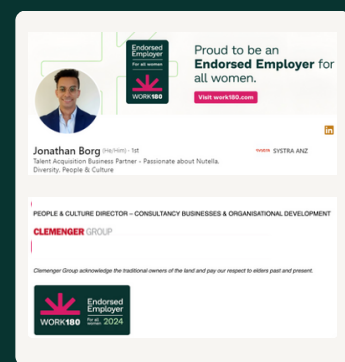 Endorsed
Employer
For all women
WORK180
Proud to be an
Endorsed Employer for
all women.
Visit work180.com
Jonathan Borg (He/Him) · 1st
SYSTRA ANZ
Talent Acquisition Business Partner - Passionate about Nutella,
Diversity, People & Culture
PEOPLE & CULTURE DIRECTOR – CONSULTANCY BUSINESSES & ORGANISATIONAL DEVELOPMENT
CLEMENGER GROUP
Clemenger Group acknowledge the traditional owners of the land and pay our respect to elders past and present.
WORK180
Endorsed
Employer
For all women 2024